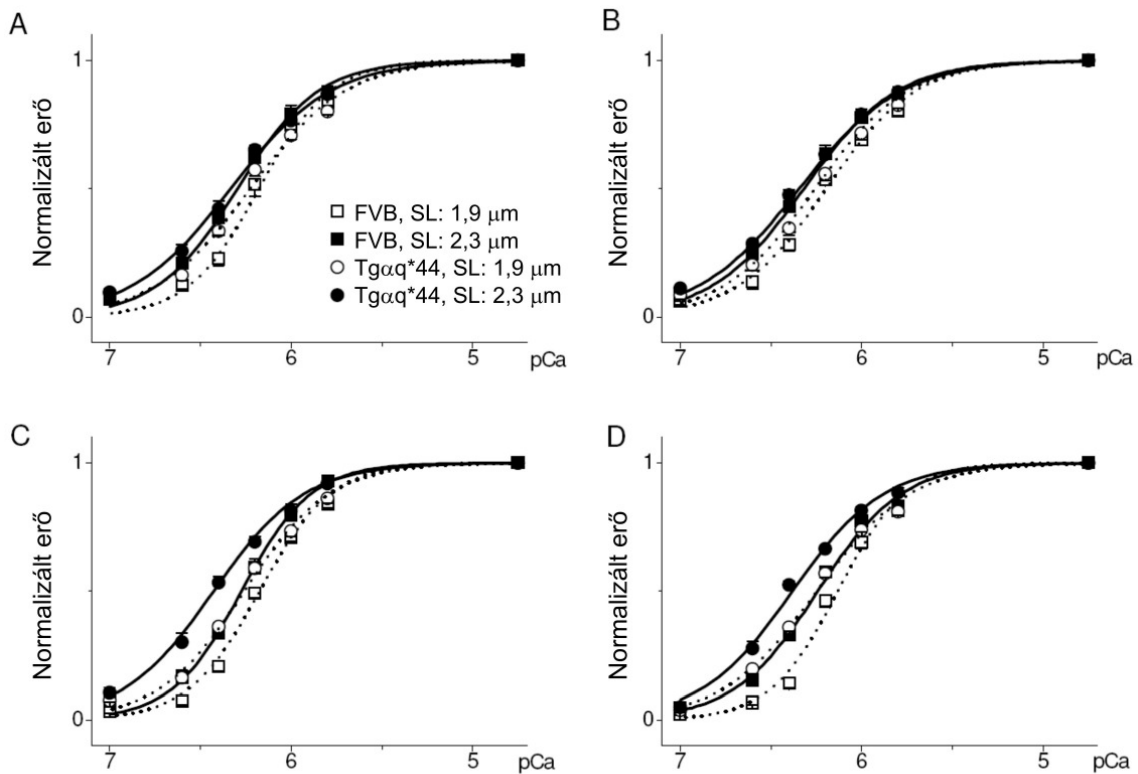 A
Normalizált erő
1
0
7
6
5
pCa
□ FVB, SL: 1,9 μm
■ FVB, SL: 2,3 μm
○ Tgαq*44, SL: 1,9 μm
● Tgαq*44, SL: 2,3 μm
B
Normalizált erő
1
0
7
6
5
pCa
C
Normalizált erő
1
0
7
6
5
pCa
D
Normalizált erő
1
0
7
6
5
pCa